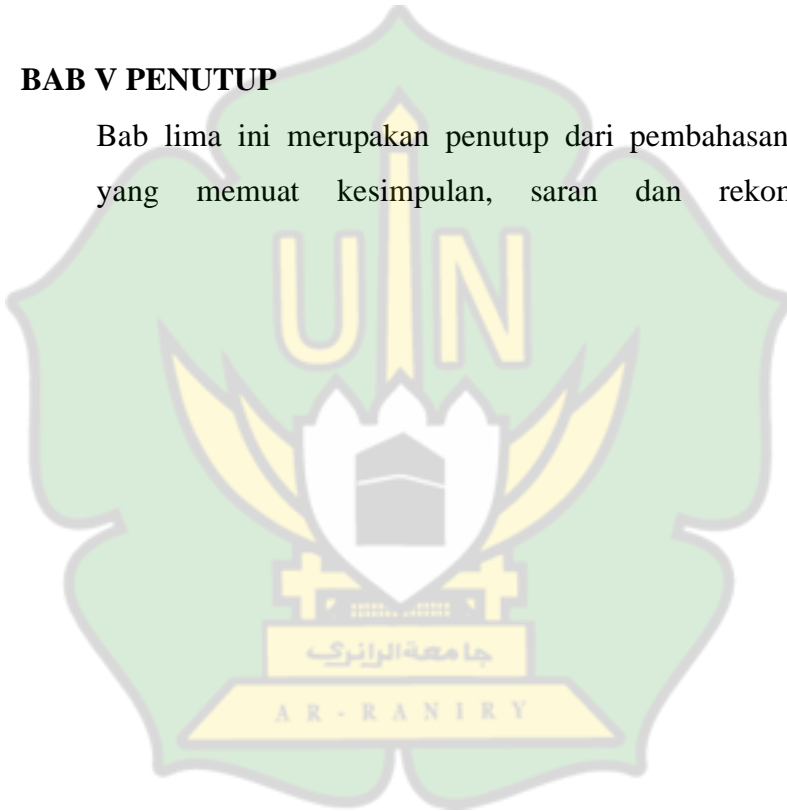 BAB V PENUTUP
Bab lima ini merupakan penutup dari pembahasan
yang memuat kesimpulan, saran dan rekon
UIN
جامعة الرانري
AR-RANIRY